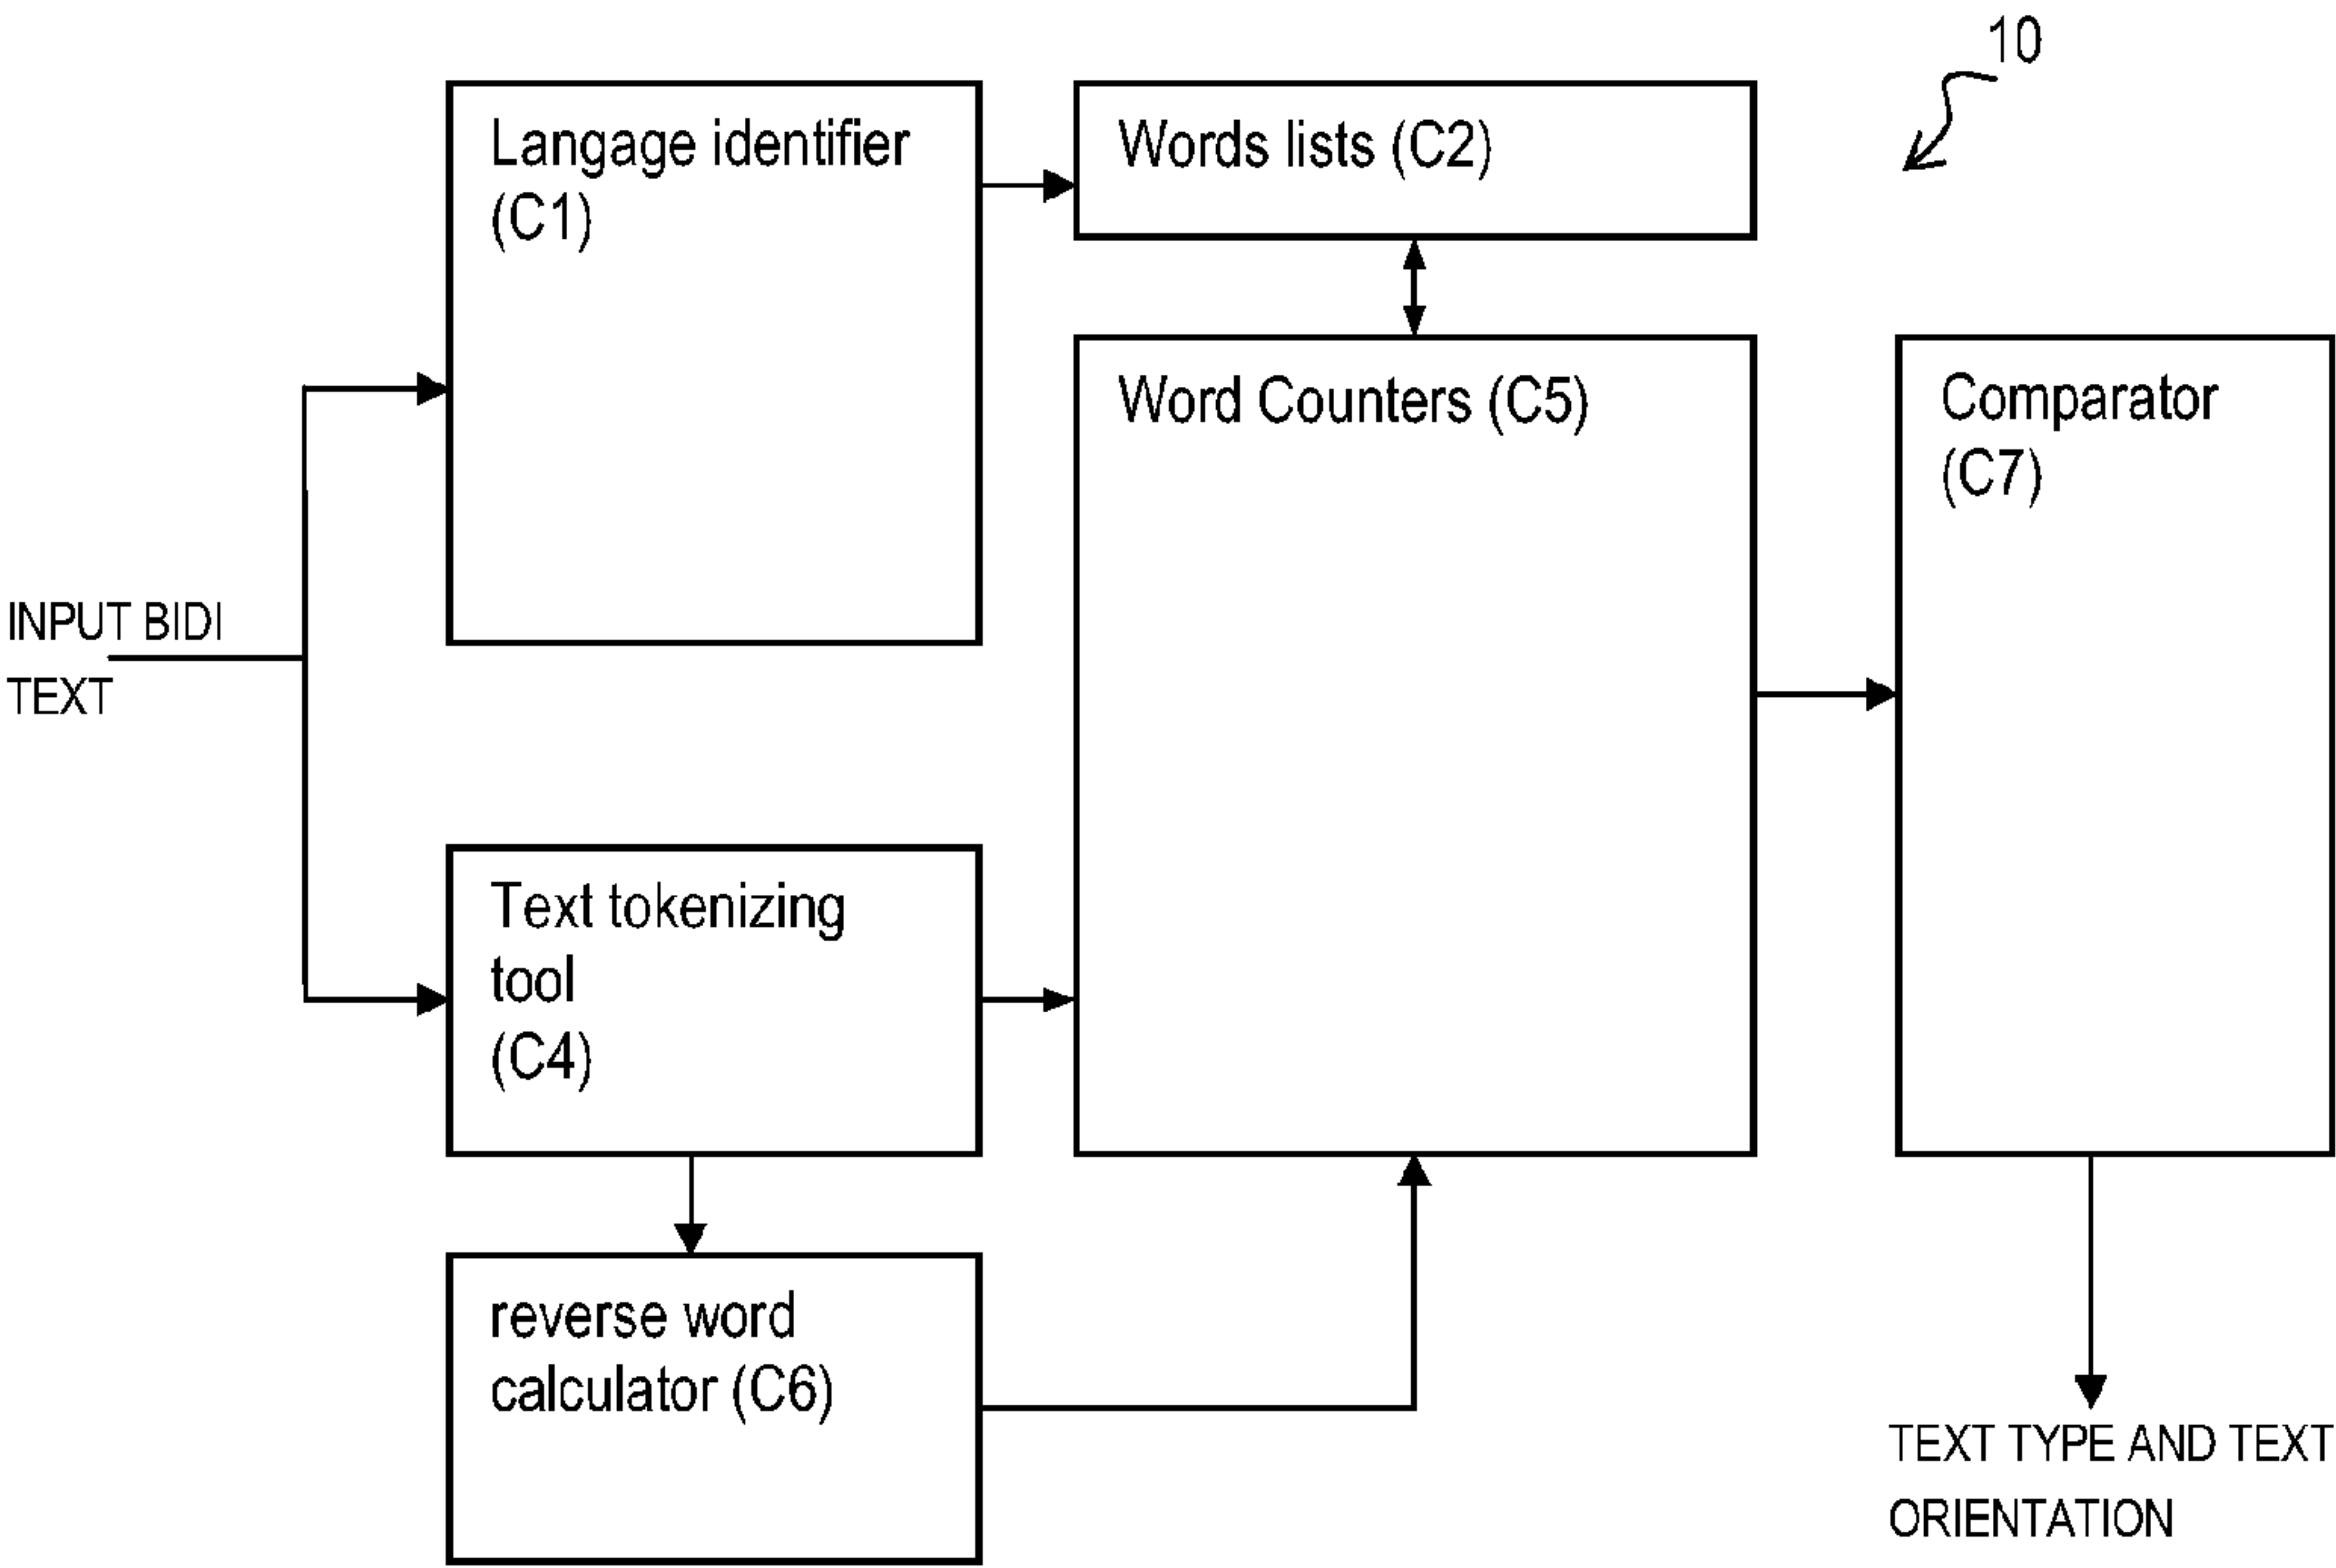 10
Langage identifier
(C1)
Words lists (C2)
Word Counters (C5)
Comparator
(C7)
INPUT BIDI
TEXT
Text tokenizing
tool
(C4)
reverse word
calculator (C6)
TEXT TYPE AND TEXT
ORIENTATION